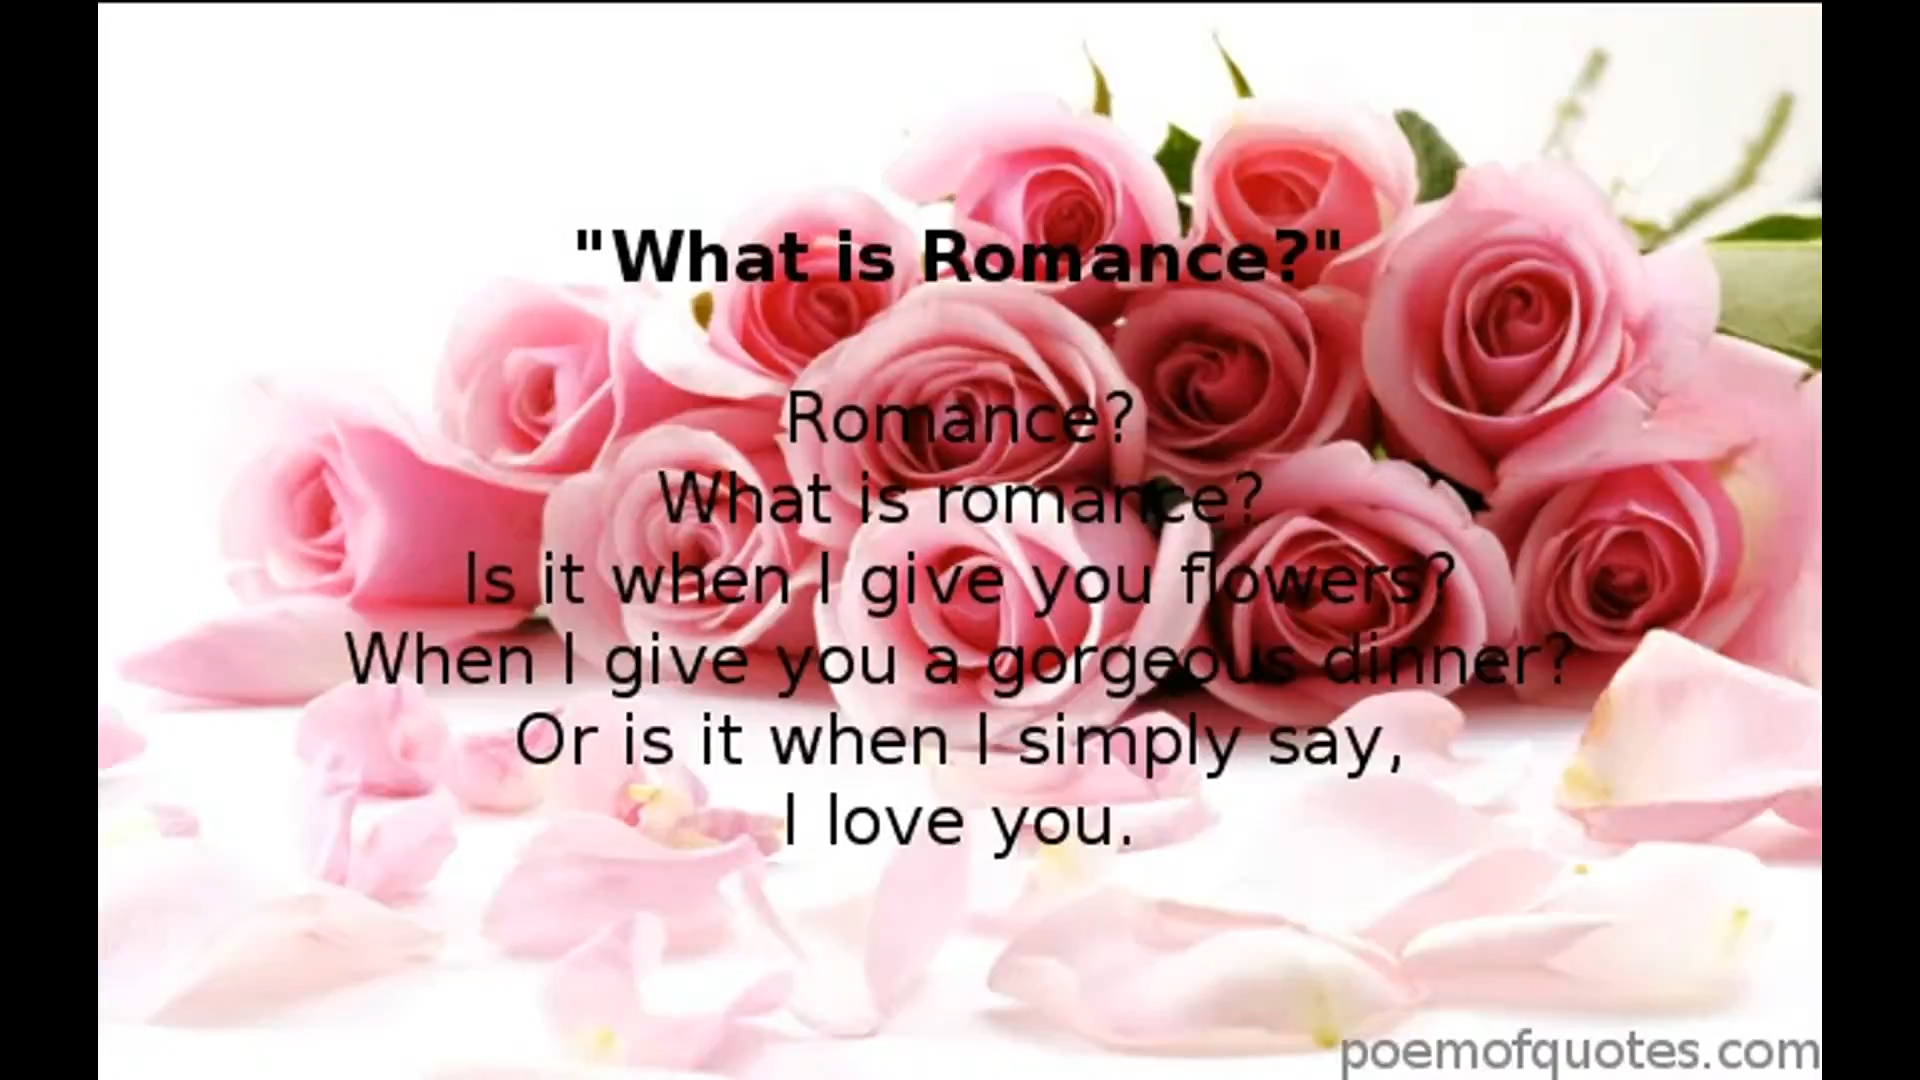 "What is Romance?"
Romance?
What is romance?
Is it when I give you flowers?
When I give you a gorgeous dinner?
Or is it when I simply say,
I love you.
poemofquotes.com